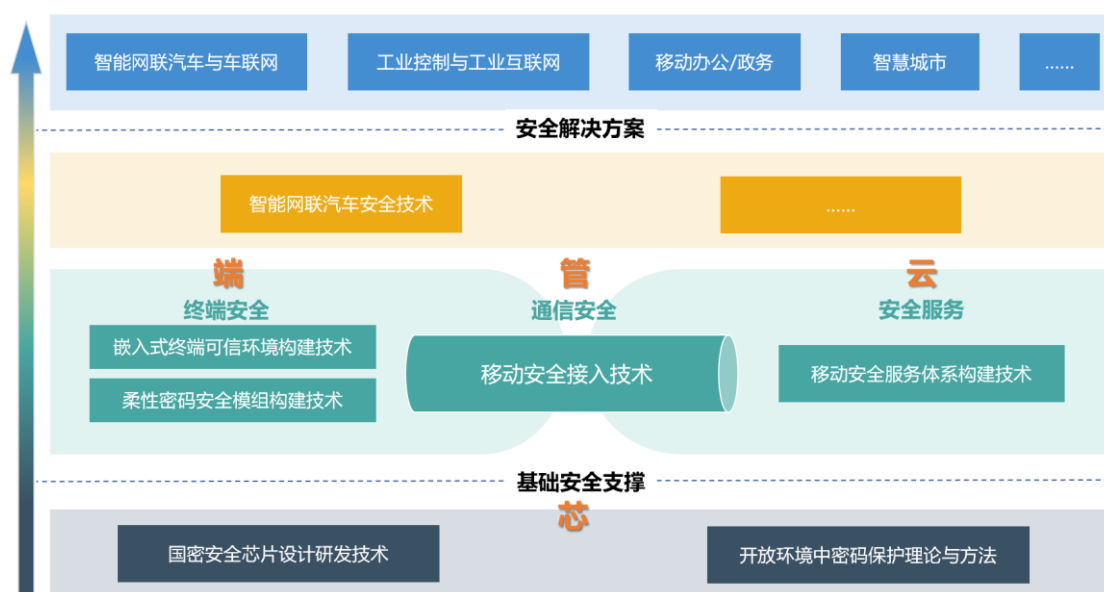 智能网联汽车与车联网
工业控制与工业互联网
移动办公/政务
智慧城市
......
安全解决方案
智能网联汽车安全技术
......
端
管
云
终端安全
通信安全
安全服务
嵌入式终端可信环境构建技术
柔性密码安全模组构建技术
移动安全接入技术
移动安全服务体系构建技术
基础安全支撑
芯
国密安全芯片设计研发技术
开放环境中密码保护理论与方法